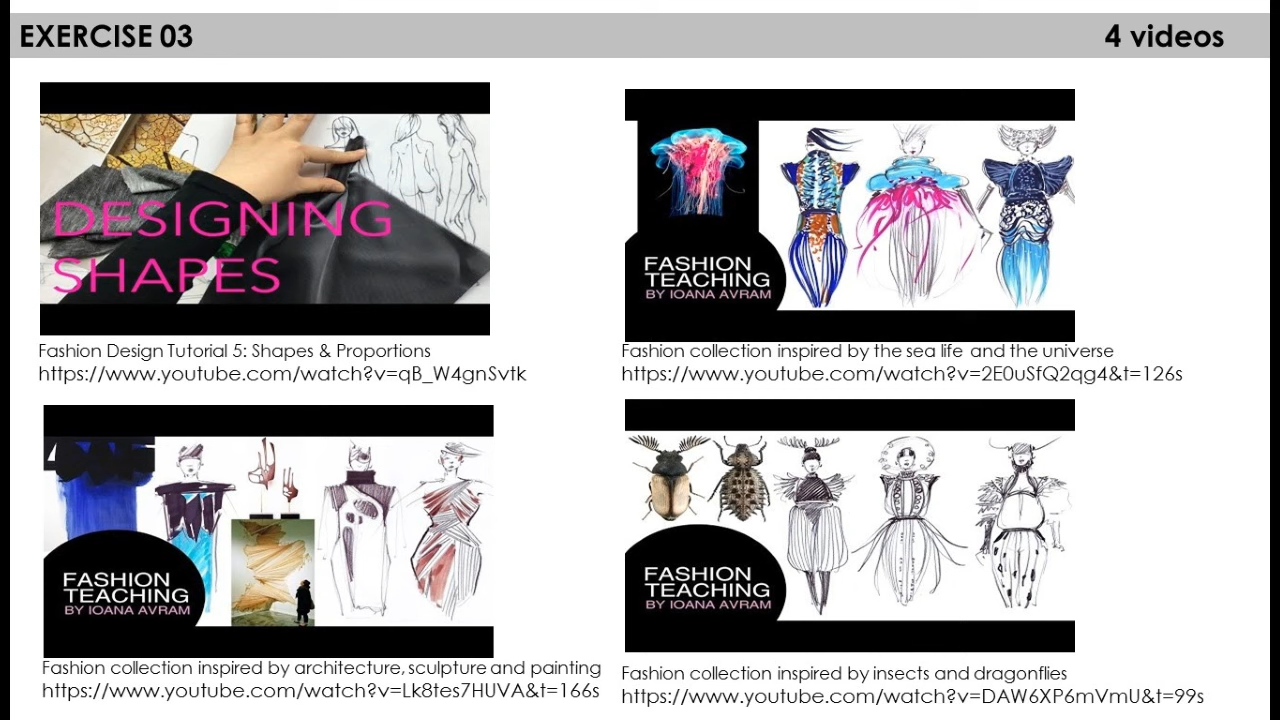 EXERCISE 03
4 videos
DESIGNING
SHAPES
Fashion Design Tutorial 5: Shapes & Proportions
https://www.youtube.com/watch?v=qB_W4gnSvtk
FASHION
TEACHING
BY IOANA AVRAM
Fashion collection inspired by the sea life and the universe
https://www.youtube.com/watch?v=2E0uSfQ2qg4&t=126s
FASHION
TEACHING
BY IOANA AVRAM
Fashion collection inspired by architecture, sculpture and painting
https://www.youtube.com/watch?v=Lk8tes7HUVA&t=166s
FASHION
TEACHING
BY IOANA AVRAM
Fashion collection inspired by insects and dragonflies
https://www.youtube.com/watch?v=DAW6XP6mVmU&t=99s